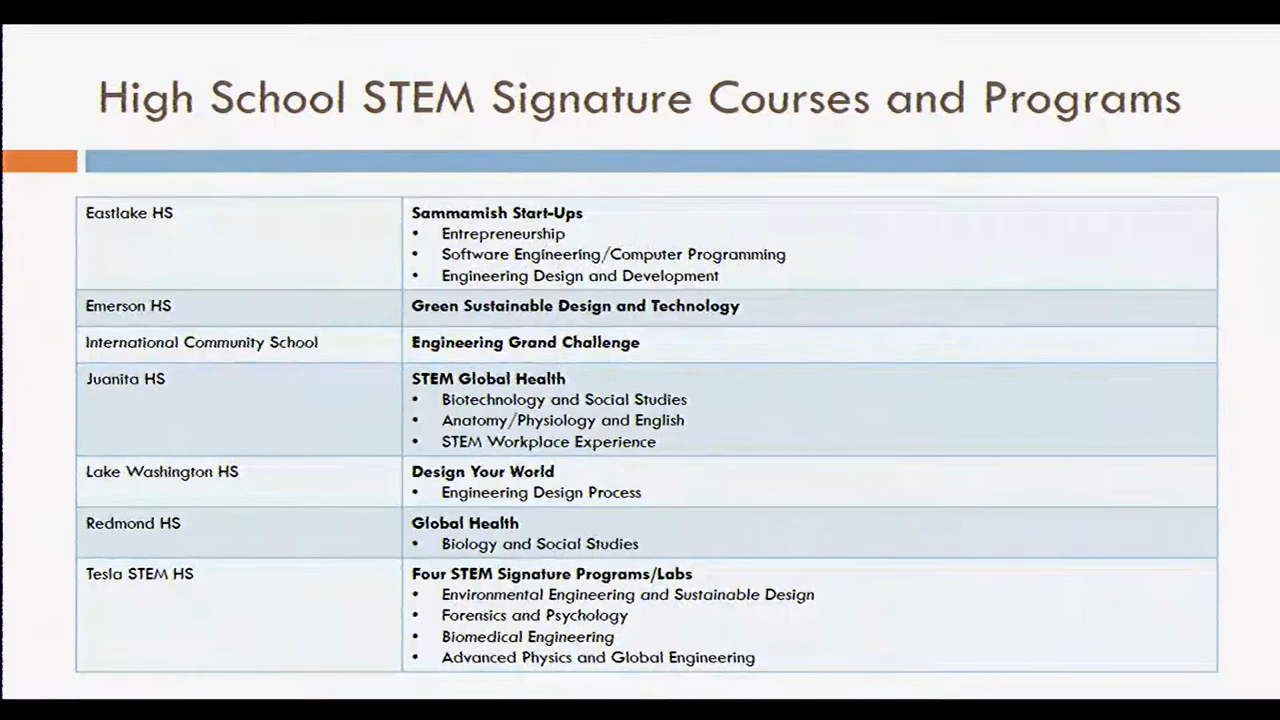 High School STEM Signature Courses and Programs
Eastlake HS
Sammamish Start-Ups
• Entrepreneurship
• Software Engineering/Computer Programming
• Engineering Design and Development
Emerson HS
Green Sustainable Design and Technology
International Community School
Engineering Grand Challenge
Juanita HS
STEM Global Health
• Biotechnology and Social Studies
• Anatomy/Physiology and English
• STEM Workplace Experience
Lake Washington HS
Design Your World
• Engineering Design Process
Redmond HS
Global Health
• Biology and Social Studies
Tesla STEM HS
Four STEM Signature Programs/Labs
• Environmental Engineering and Sustainable Design
• Forensics and Psychology
• Biomedical Engineering
• Advanced Physics and Global Engineering